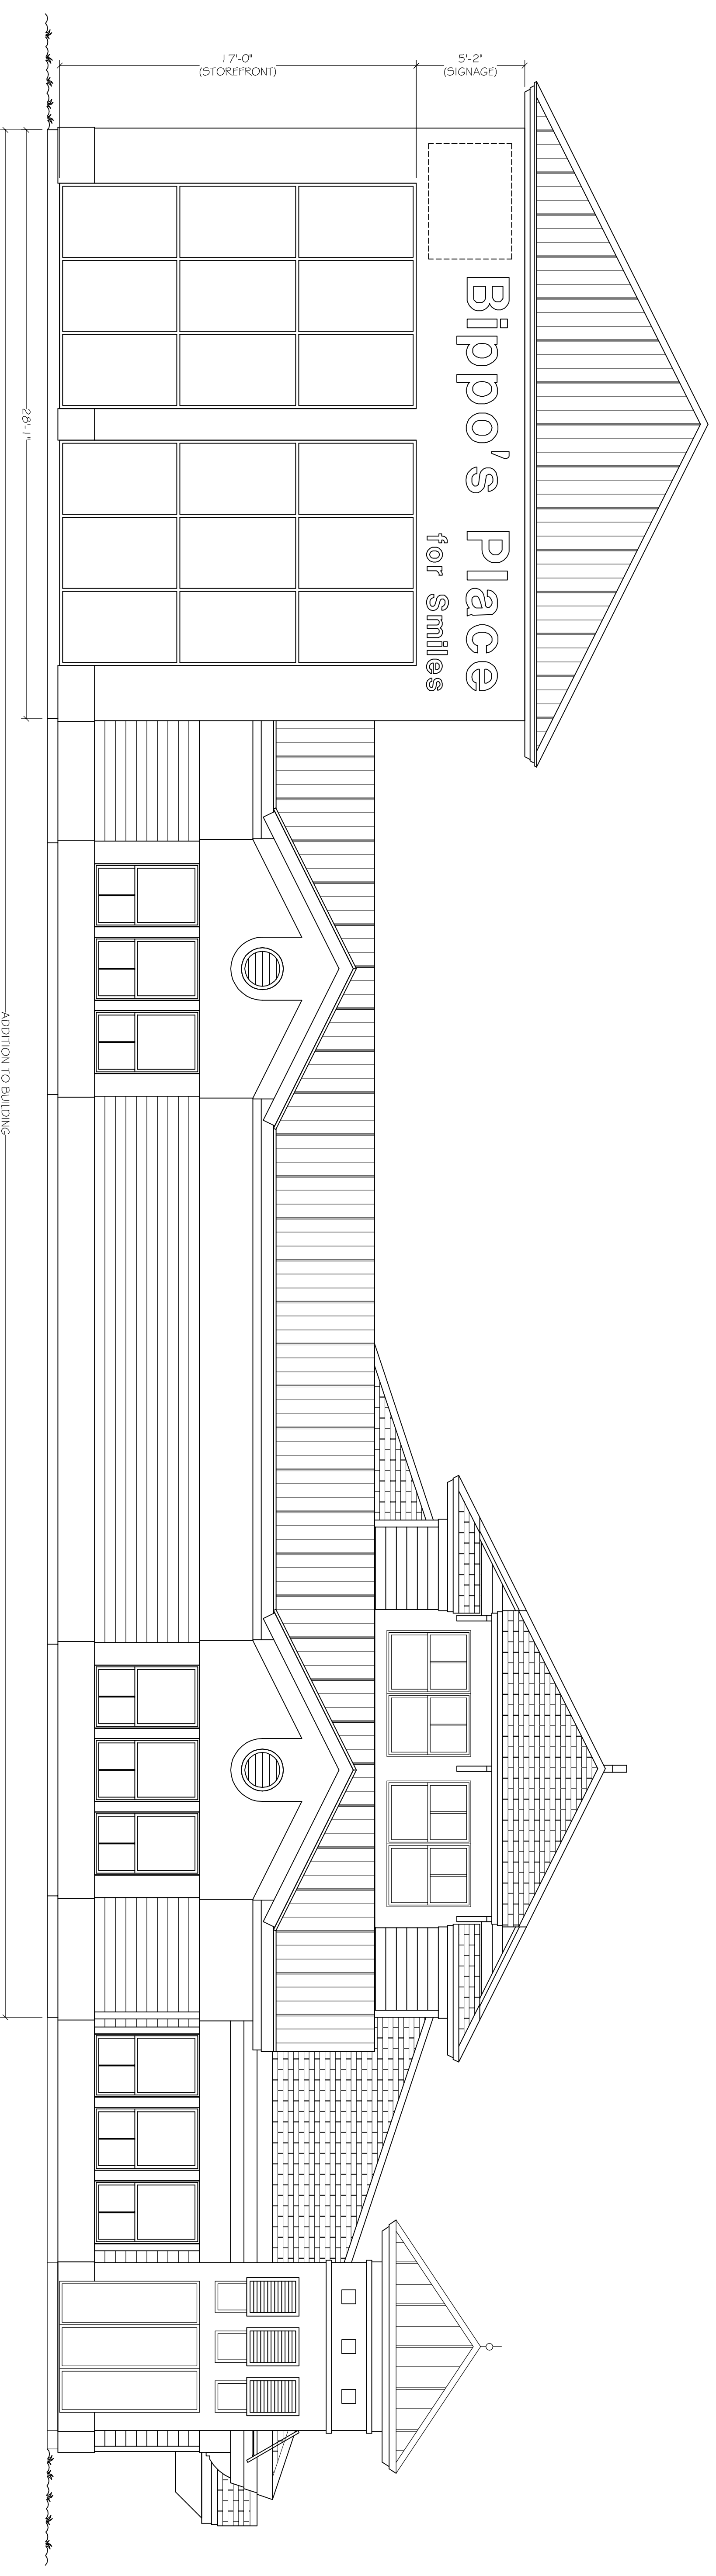 17'-0"
(STOREFRONT)
5'-2"
(SIGNAGE)
Bippo's Place
for Smiles
28'-1"
ADDITION TO BUILDING